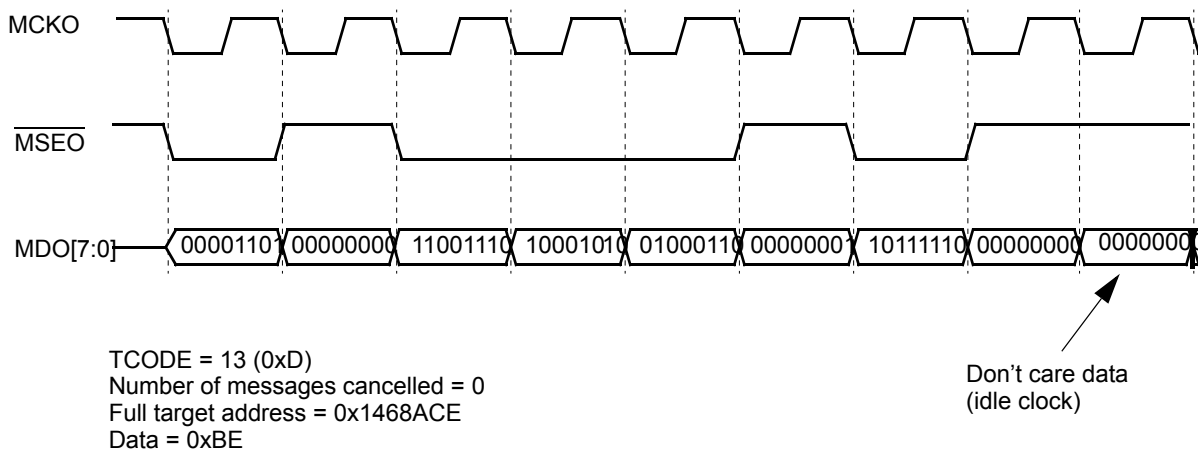 MCKO
MSEO
MDO[7:0] 00001101 00000000 11001110 10001010 01000110 00000001 10111110 00000000 00000000
TCODE = 13 (0xD)
Number of messages cancelled = 0
Full target address = 0x1468ACE
Data = 0xBE
Don’t care data
(idle clock)